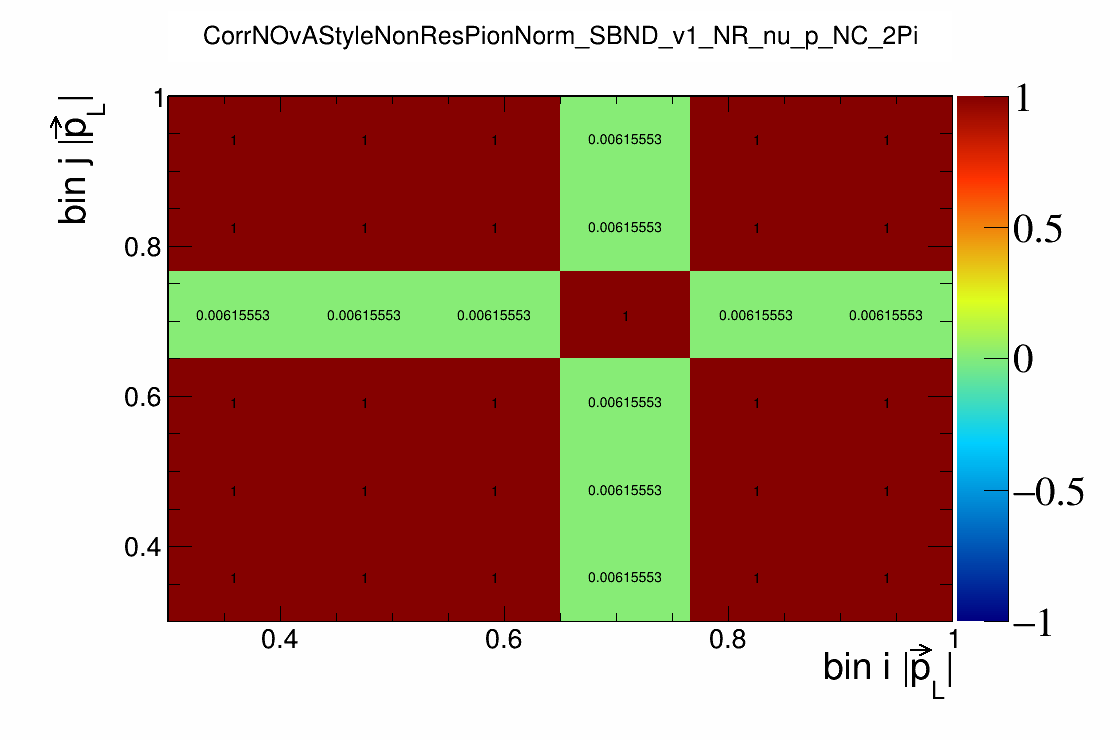 CorrNOvAStyleNonResPionNorm_SBND_v1_NR_nu_p_NC_2Pi
bin j |p⃗_L|
1
0.8
0.6
0.4
1 1 1 0.00615553 1 1
1 1 1 0.00615553 1 1
0.00615553 0.00615553 0.00615553 1 0.00615553 0.00615553
1 1 1 0.00615553 1 1
1 1 1 0.00615553 1 1
1 1 1 0.00615553 1 1
0.4 0.6 0.8 1
bin i |p⃗_L|
1
0.5
0
−0.5
−1